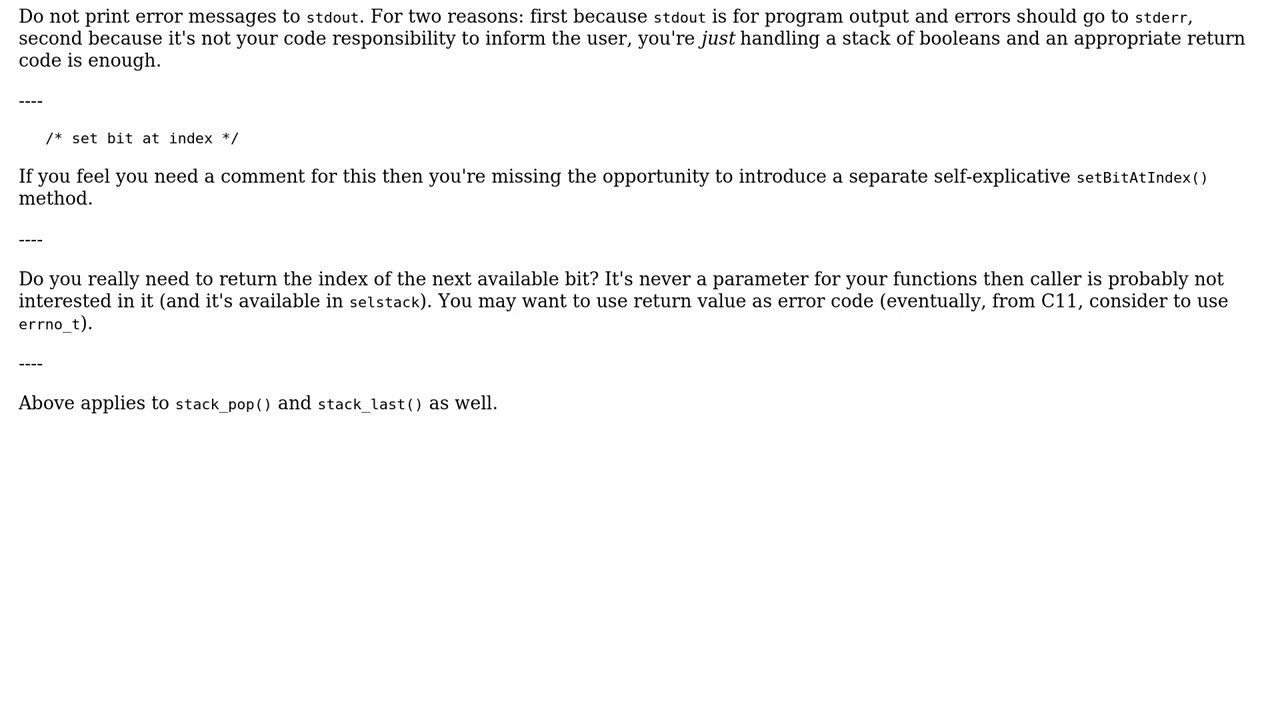 Do not print error messages to stdout. For two reasons: first because stdout is for program output and errors should go to stderr,
second because it's not your code responsibility to inform the user, you're just handling a stack of booleans and an appropriate return
code is enough.
----
/* set bit at index */
If you feel you need a comment for this then you're missing the opportunity to introduce a separate self-explicative setBitAtIndex()
method.
----
Do you really need to return the index of the next available bit? It's never a parameter for your functions then caller is probably not
interested in it (and it's available in selstack). You may want to use return value as error code (eventually, from C11, consider to use
errno_t).
----
Above applies to stack_pop() and stack_last() as well.